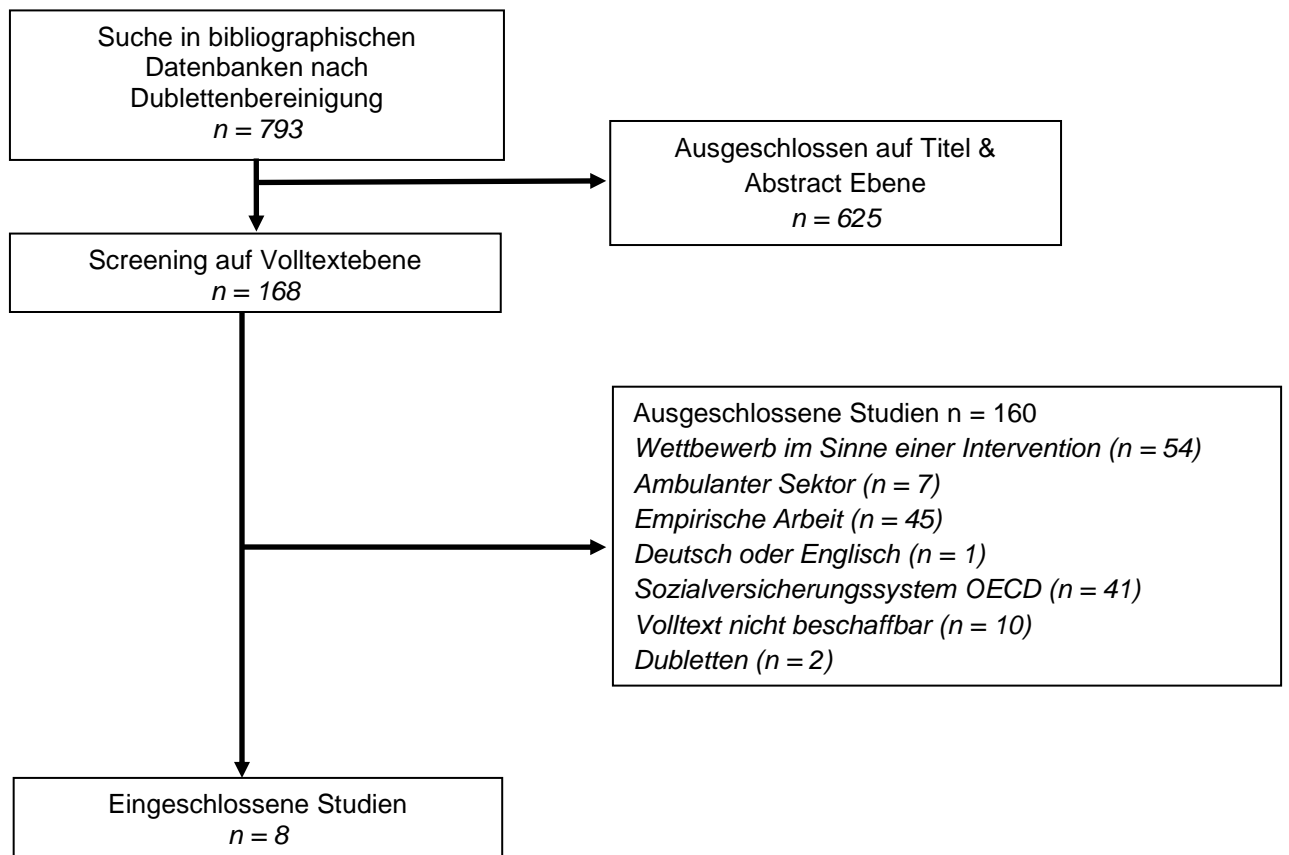 Suche in bibliographischen
Datenbanken nach
Dublettenbereinigung
n = 793
Ausgeschlossen auf Titel &
Abstract Ebene
n = 625
Screening auf Volltextebene
n = 168
Ausgeschlossene Studien n = 160
Wettbewerb im Sinne einer Intervention (n = 54)
Ambulanter Sektor (n = 7)
Empirische Arbeit (n = 45)
Deutsch oder Englisch (n = 1)
Sozialversicherungssystem OECD (n = 41)
Volltext nicht beschaffbar (n = 10)
Dubletten (n = 2)
Eingeschlossene Studien
n = 8